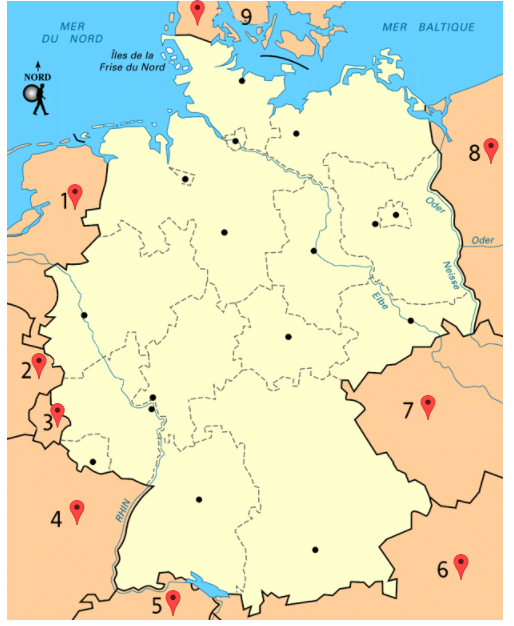 9
MER
DU NORD
MER BALTIQUE
Îles de la
Frise du Nord
NORD
8
1
Oder
Oder
Neisse
Elbe
2
3
7
4
RHIN
6
5